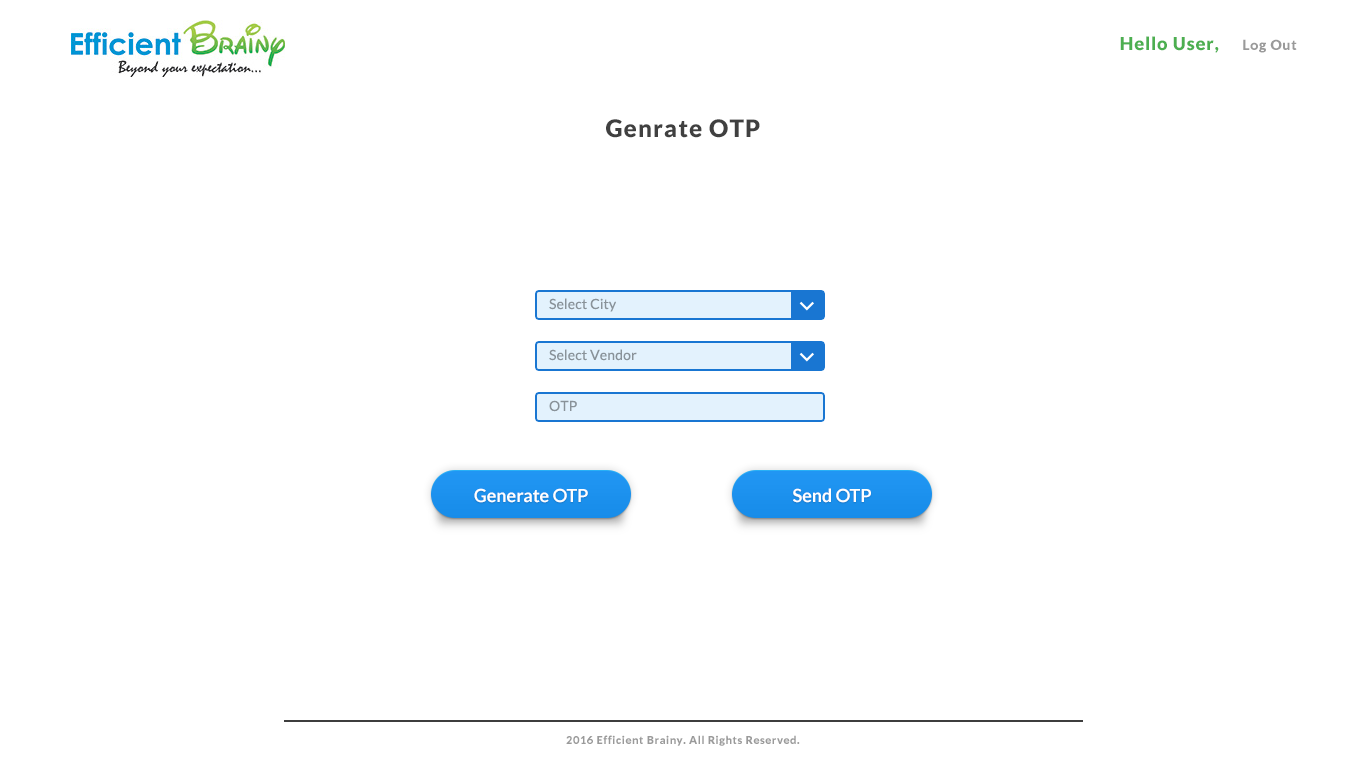 Efficient Brainy
Beyond your expectation...
Hello User,
Log Out
Genrate OTP
Select City
Select Vendor
OTP
Generate OTP
Send OTP
2016 Efficient Brainy. All Rights Reserved.